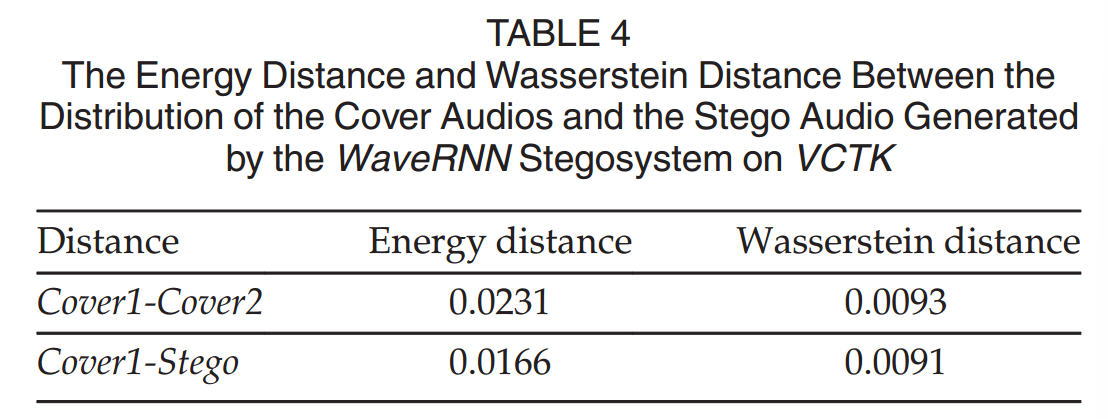 TABLE 4
The Energy Distance and Wasserstein Distance Between the
Distribution of the Cover Audios and the Stego Audio Generated
by the WaveRNN Stegosystem on VCTK
Distance Energy distance Wasserstein distance
Cover1-Cover2 0.0231 0.0093
Cover1-Stego 0.0166 0.0091